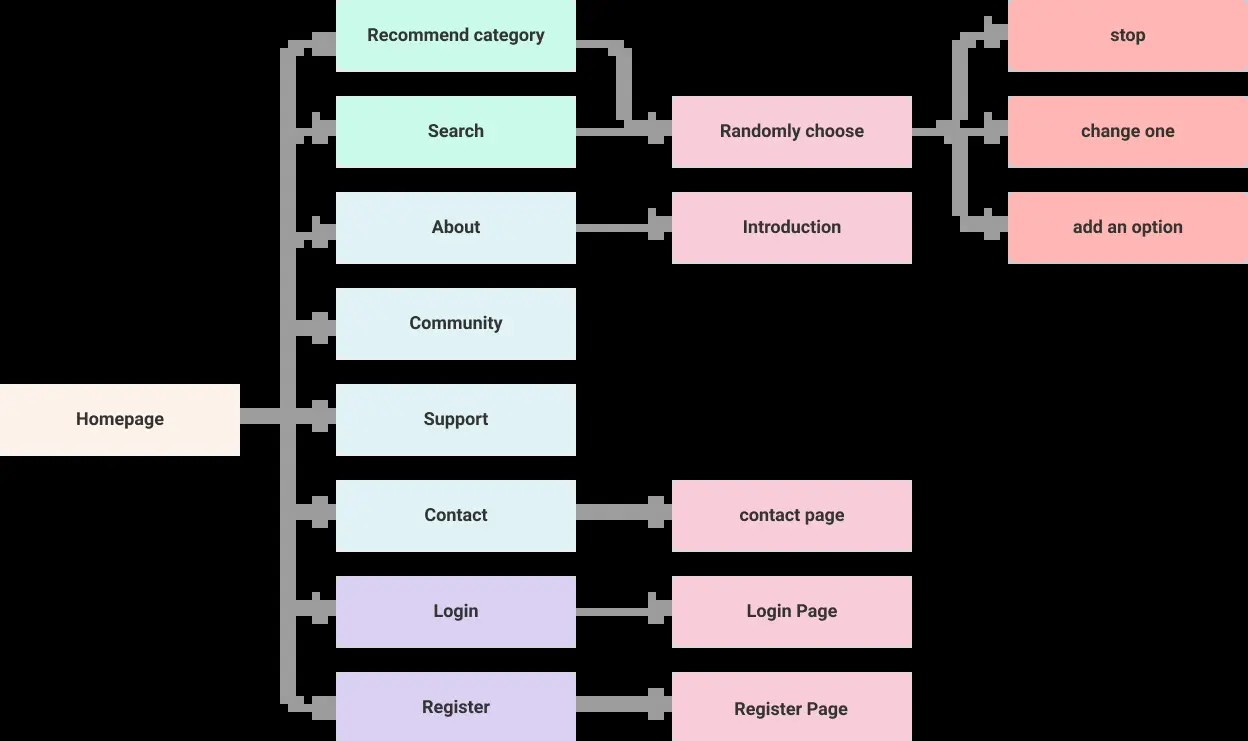 Recommend category
stop
Search
Randomly choose
change one
About
Introduction
add an option
Community
Homepage
Support
Contact
contact page
Login
Login Page
Register
Register Page